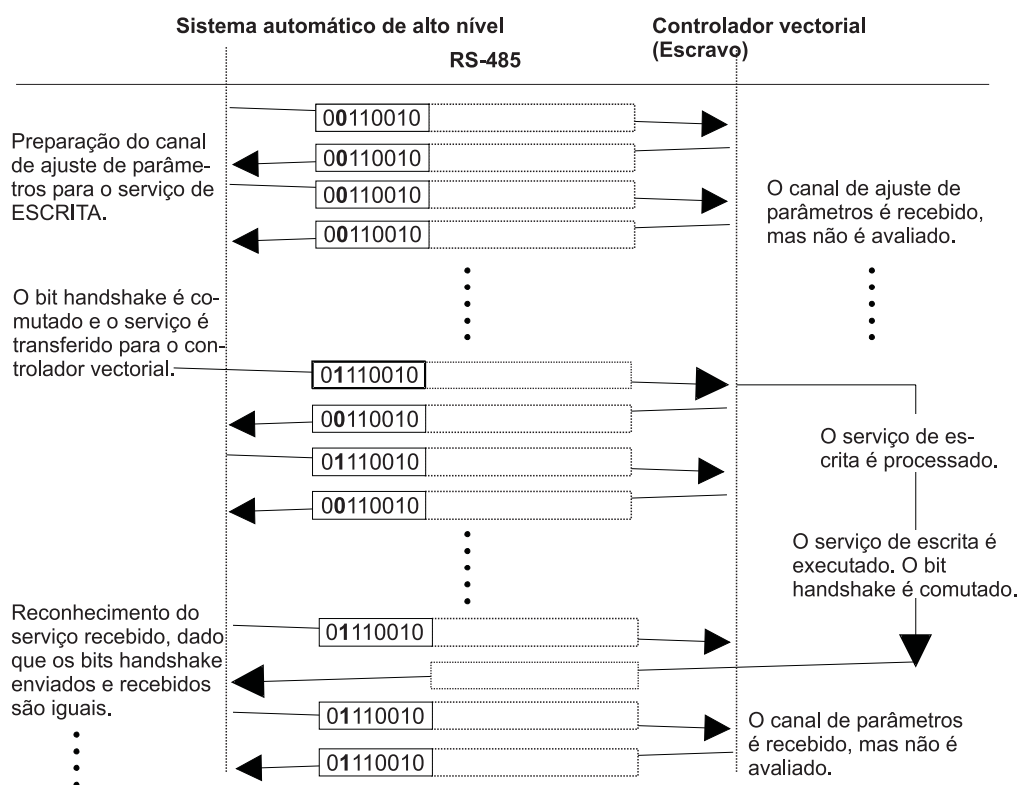 Sistema automático de alto nível
Controlador vectorial
(Escravo)
RS-485
00110010
Preparação do canal
de ajuste de parâme-
tros para o serviço de
ESCRITA.
00110010
00110010
00110010
O canal de ajuste de
parâmetros é recebido,
mas não é avaliado.
O bit handshake é co-
mutado e o serviço é
transferido para o con-
trolador vectorial.
01110010
00110010
01110010
00110010
O serviço de es-
crita é processado.
O serviço de escrita é
executado. O bit
handshake é comutado.
Reconhecimento do
serviço recebido, dado
que os bits handshake
enviados e recebidos
são iguais.
01110010
01110010
01110010
O canal de parâmetros
é recebido, mas não é
avaliado.